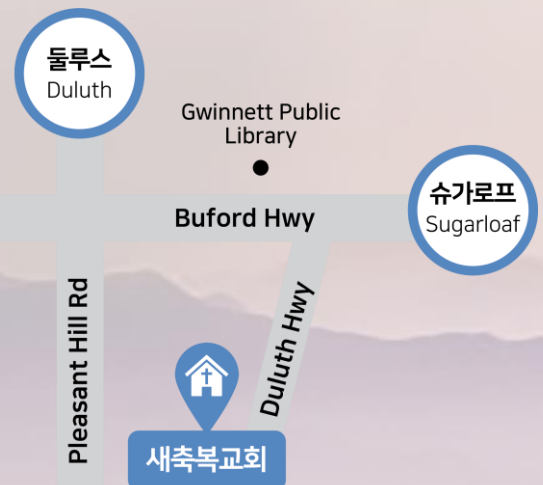 둘루스
Duluth
Gwinnett Public
Library
슈가로프
Sugarloaf
Buford Hwy
Pleasant Hill Rd
Duluth Hwy
새축복교회